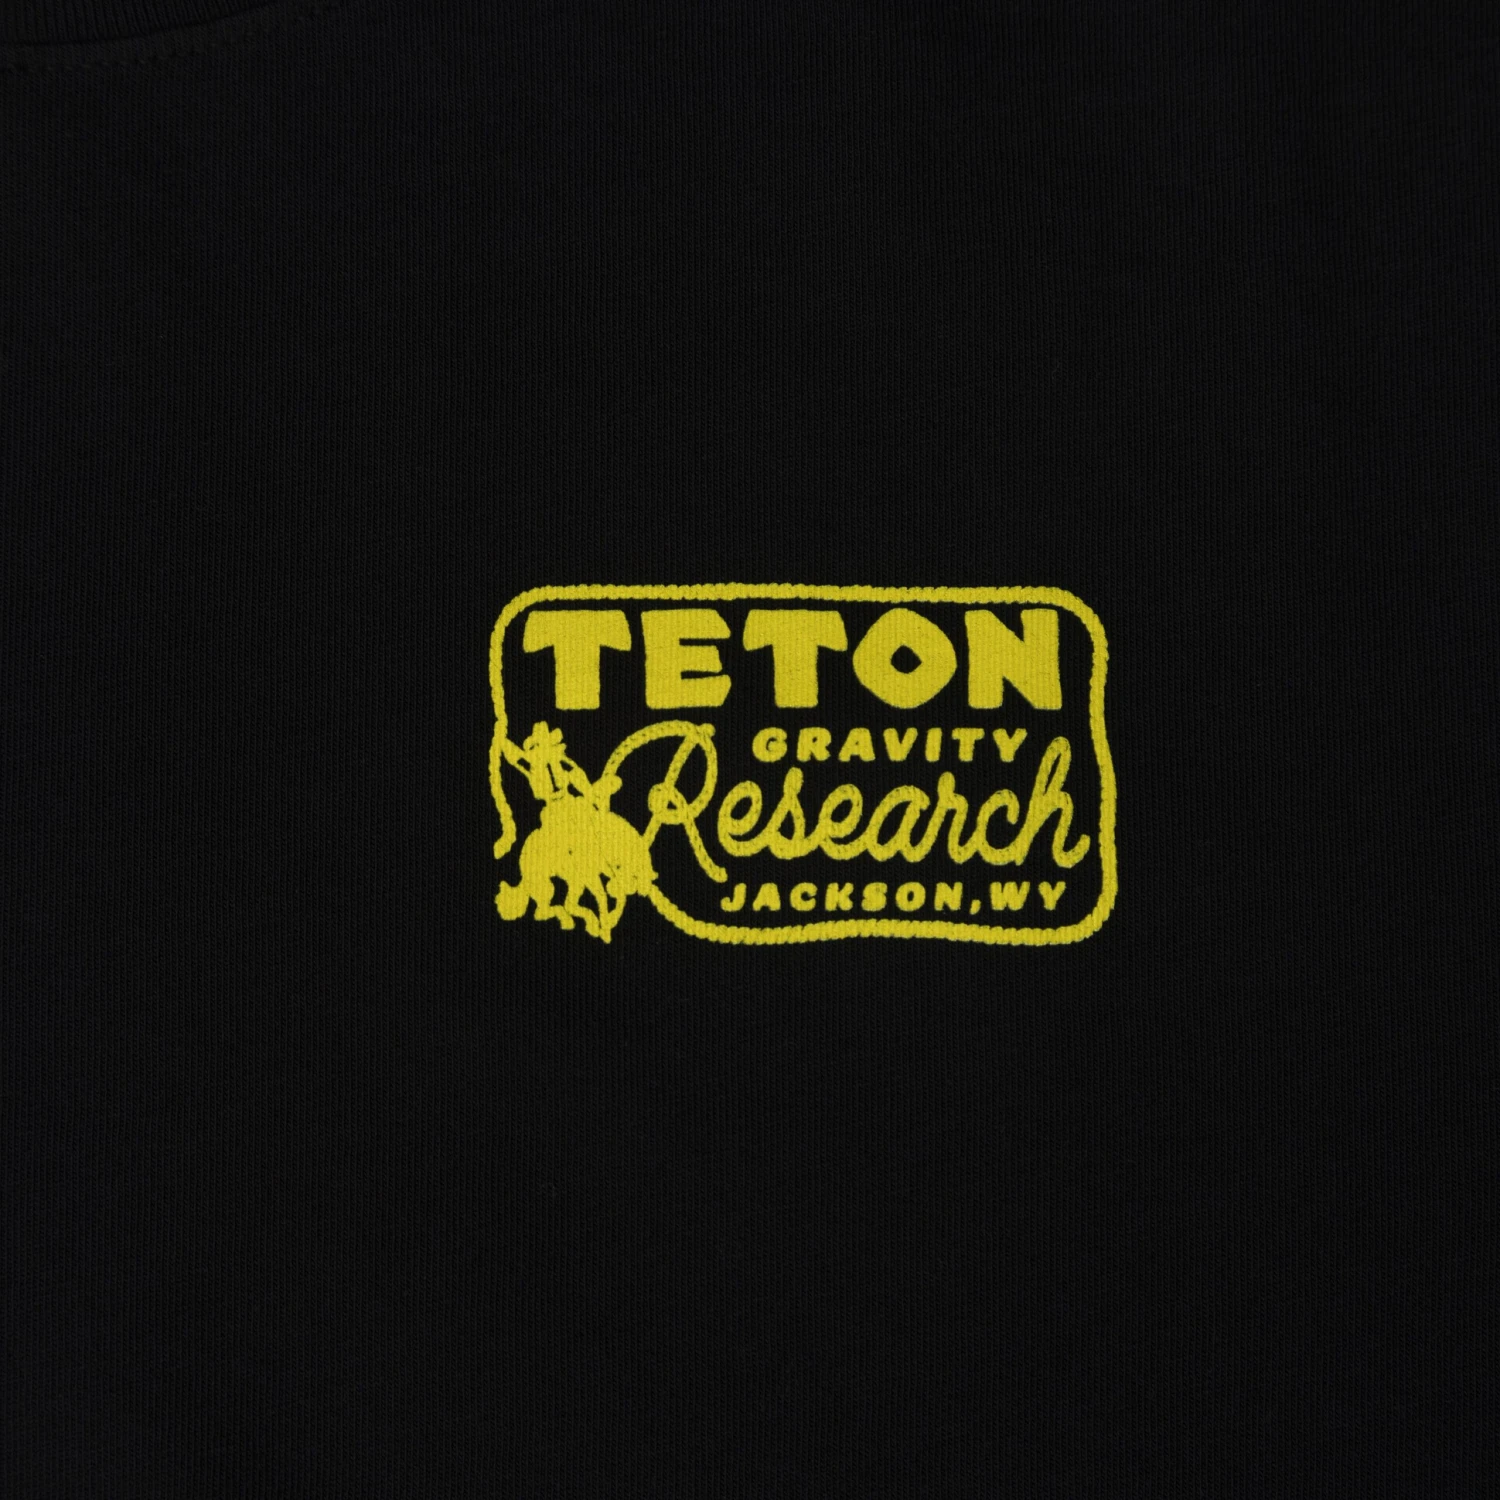 TETON
GRAVITY
Research
JACKSON, WY